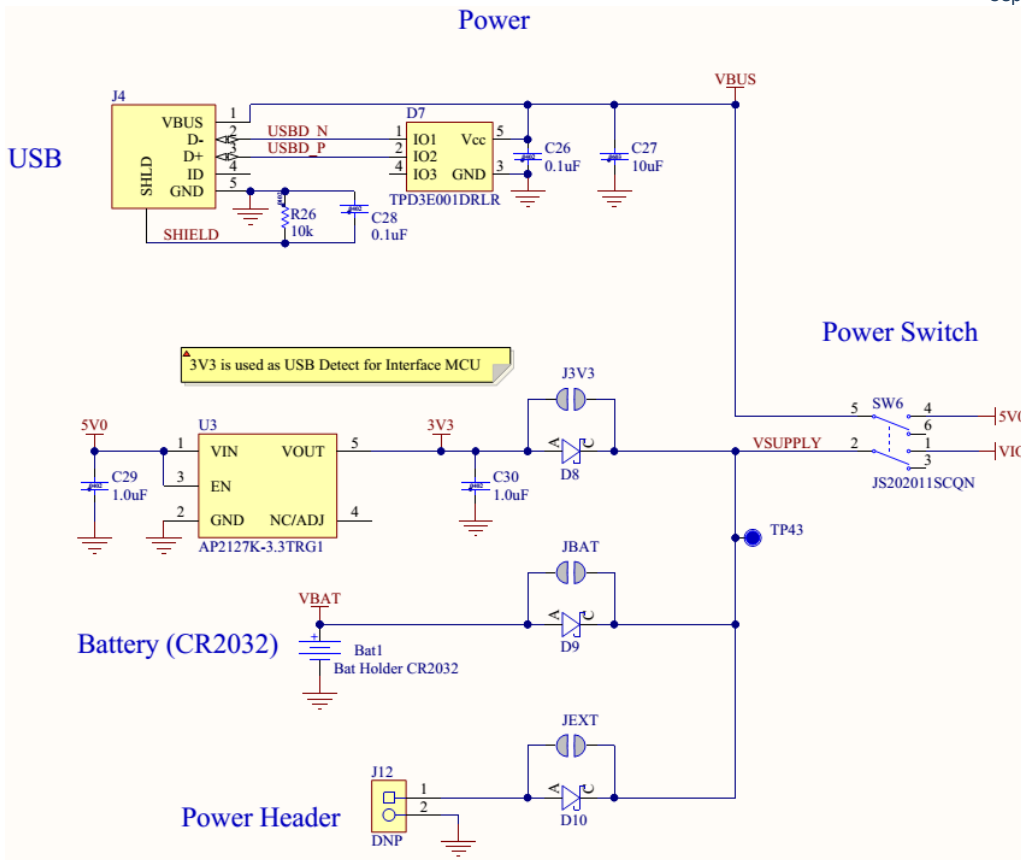 Power
VBUS
J4
D7
USB
VBUS
D-
D+
ID
GND
SHLD
1
2
3
4
5
USBD_N
USBD_P
1
2
4
IO1
IO2
IO3
Vcc
GND
5
3
TPD3E001DRLR
C26
0.1uF
C27
10uF
R26
10k
C28
0.1uF
SHIELD
Power Switch
3V3 is used as USB Detect for Interface MCU
J3V3
5V0
U3
3V3
1
VIN
VOUT
5
3
EN
2
GND
NC/ADJ
4
AP2127K-3.3TRG1
C29
1.0uF
C30
1.0uF
A
C
D8
VSUPPLY
5
SW6
4
6
2
1
3
5V0
VIO
JS202011SCQN
TP43
JBAT
VBAT
A
C
D9
Battery (CR2032)
+
Bat1
Bat Holder CR2032
JEXT
J12
1
2
A
C
D10
Power Header
DNP